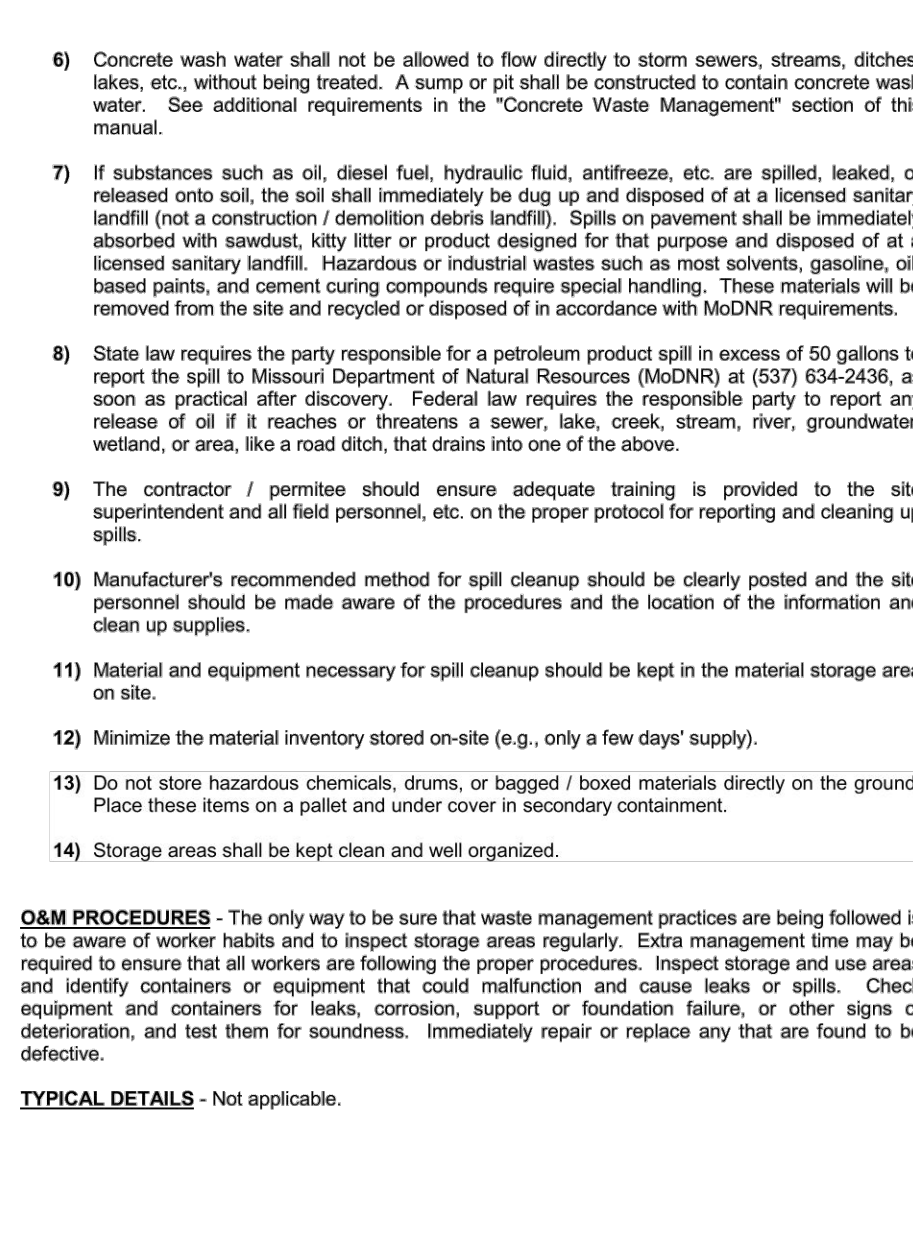 6) Concrete wash water shall not be allowed to flow directly to storm sewers, streams, ditches
lakes, etc., without being treated. A sump or pit shall be constructed to contain concrete was
water. See additional requirements in the "Concrete Waste Management" section of thi
manual.
7) If substances such as oil, diesel fuel, hydraulic fluid, antifreeze, etc. are spilled, leaked, o
released onto soil, the soil shall immediately be dug up and disposed of at a licensed sanitar
landfill (not a construction / demolition debris landfill). Spills on pavement shall be immediatel
absorbed with sawdust, kitty litter or product designed for that purpose and disposed of at a
licensed sanitary landfill. Hazardous or industrial wastes such as most solvents, gasoline, oil
based paints, and cement curing compounds require special handling. These materials will be
removed from the site and recycled or disposed of in accordance with MoDNR requirements.
8) State law requires the party responsible for a petroleum product spill in excess of 50 gallons to
report the spill to Missouri Department of Natural Resources (MoDNR) at (537) 634-2436, a
soon as practical after discovery. Federal law requires the responsible party to report an
release of oil if it reaches or threatens a sewer, lake, creek, stream, river, groundwater
wetland, or area, like a road ditch, that drains into one of the above.
9) The contractor / permitee should ensure adequate training is provided to the site
superintendent and all field personnel, etc. on the proper protocol for reporting and cleaning up
spills.
10) Manufacturer's recommended method for spill cleanup should be clearly posted and the site
personnel should be made aware of the procedures and the location of the information and
clean up supplies.
11) Material and equipment necessary for spill cleanup should be kept in the material storage area
on site.
12) Minimize the material inventory stored on-site (e.g., only a few days' supply).
13) Do not store hazardous chemicals, drums, or bagged / boxed materials directly on the ground
Place these items on a pallet and under cover in secondary containment.
14) Storage areas shall be kept clean and well organized.
O&M PROCEDURES - The only way to be sure that waste management practices are being followed is
to be aware of worker habits and to inspect storage areas regularly. Extra management time may be
required to ensure that all workers are following the proper procedures. Inspect storage and use areas
and identify containers or equipment that could malfunction and cause leaks or spills. Chec
equipment and containers for leaks, corrosion, support or foundation failure, or other signs o
deterioration, and test them for soundness. Immediately repair or replace any that are found to be
defective.
TYPICAL DETAILS - Not applicable.